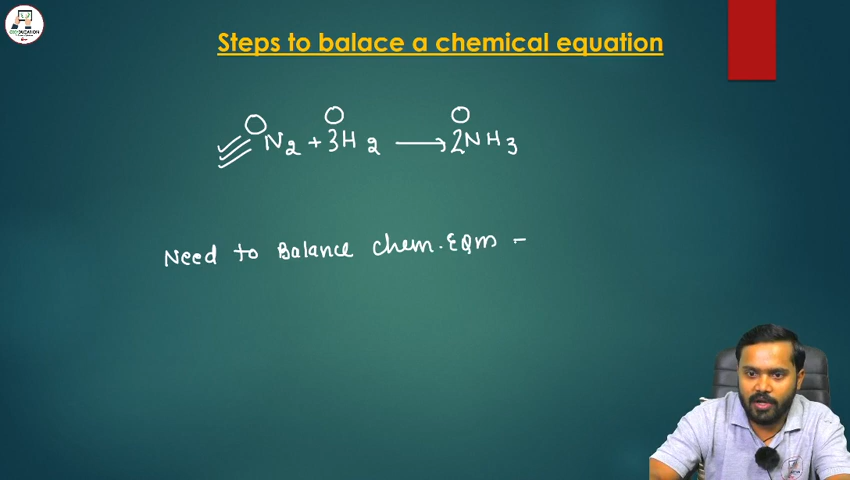 Steps to balace a chemical equation
N2 + 3H2 → 2NH3
Need to Balance chem. EQM -